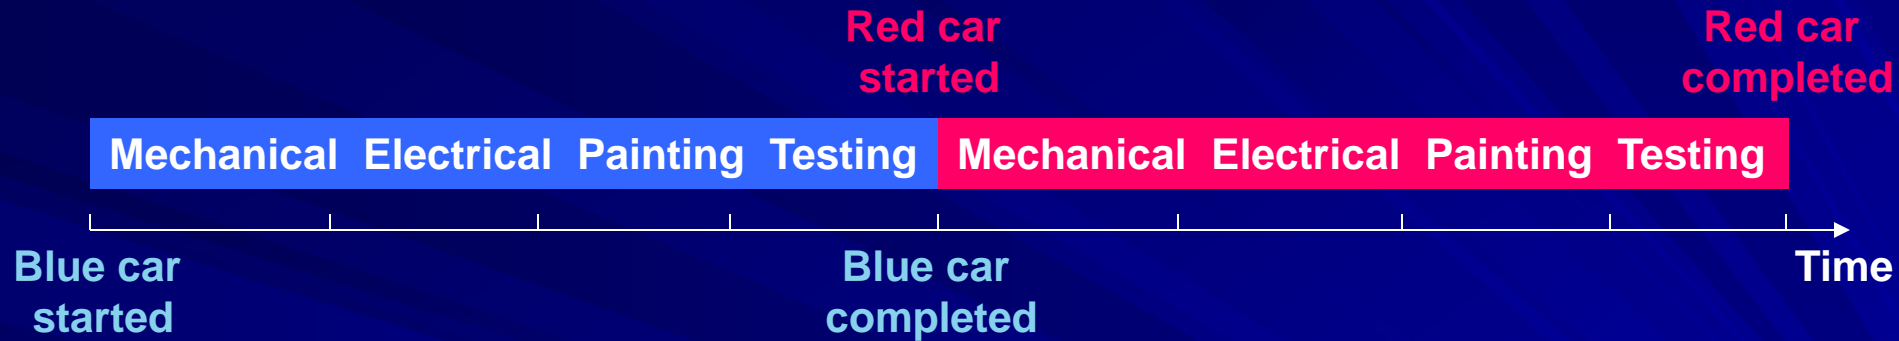 Red car
started
Red car
completed
Mechanical Electrical Painting Testing Mechanical Electrical Painting Testing
Blue car
started
Blue car
completed
Time